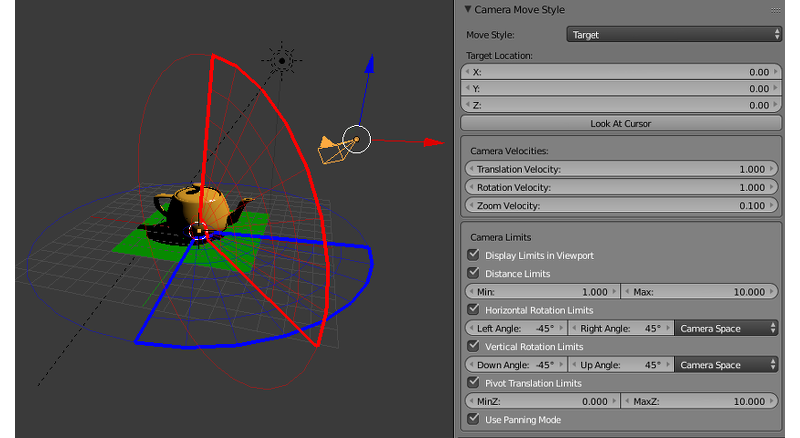 Camera Move Style
Move Style: Target
Target Location:
X: 0.00
Y: 0.00
Z: 0.00
Look At Cursor
Camera Velocities:
Translation Velocity: 1.000
Rotation Velocity: 1.000
Zoom Velocity: 0.100
Camera Limits
Display Limits in Viewport
Distance Limits
Min: 1.000 Max: 10.000
Horizontal Rotation Limits
Left Angle: -45° Right Angle: 45° Camera Space
Vertical Rotation Limits
Down Angle: -45° Up Angle: 45° Camera Space
Pivot Translation Limits
MinZ: 0.000 MaxZ: 10.000
Use Panning Mode